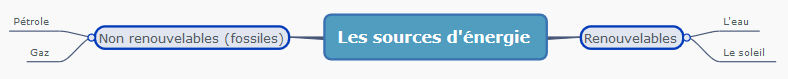 Pétrole
Gaz
Non renouvelables (fossiles)
Les sources d'énergie
Renouvelables
L'eau
Le soleil